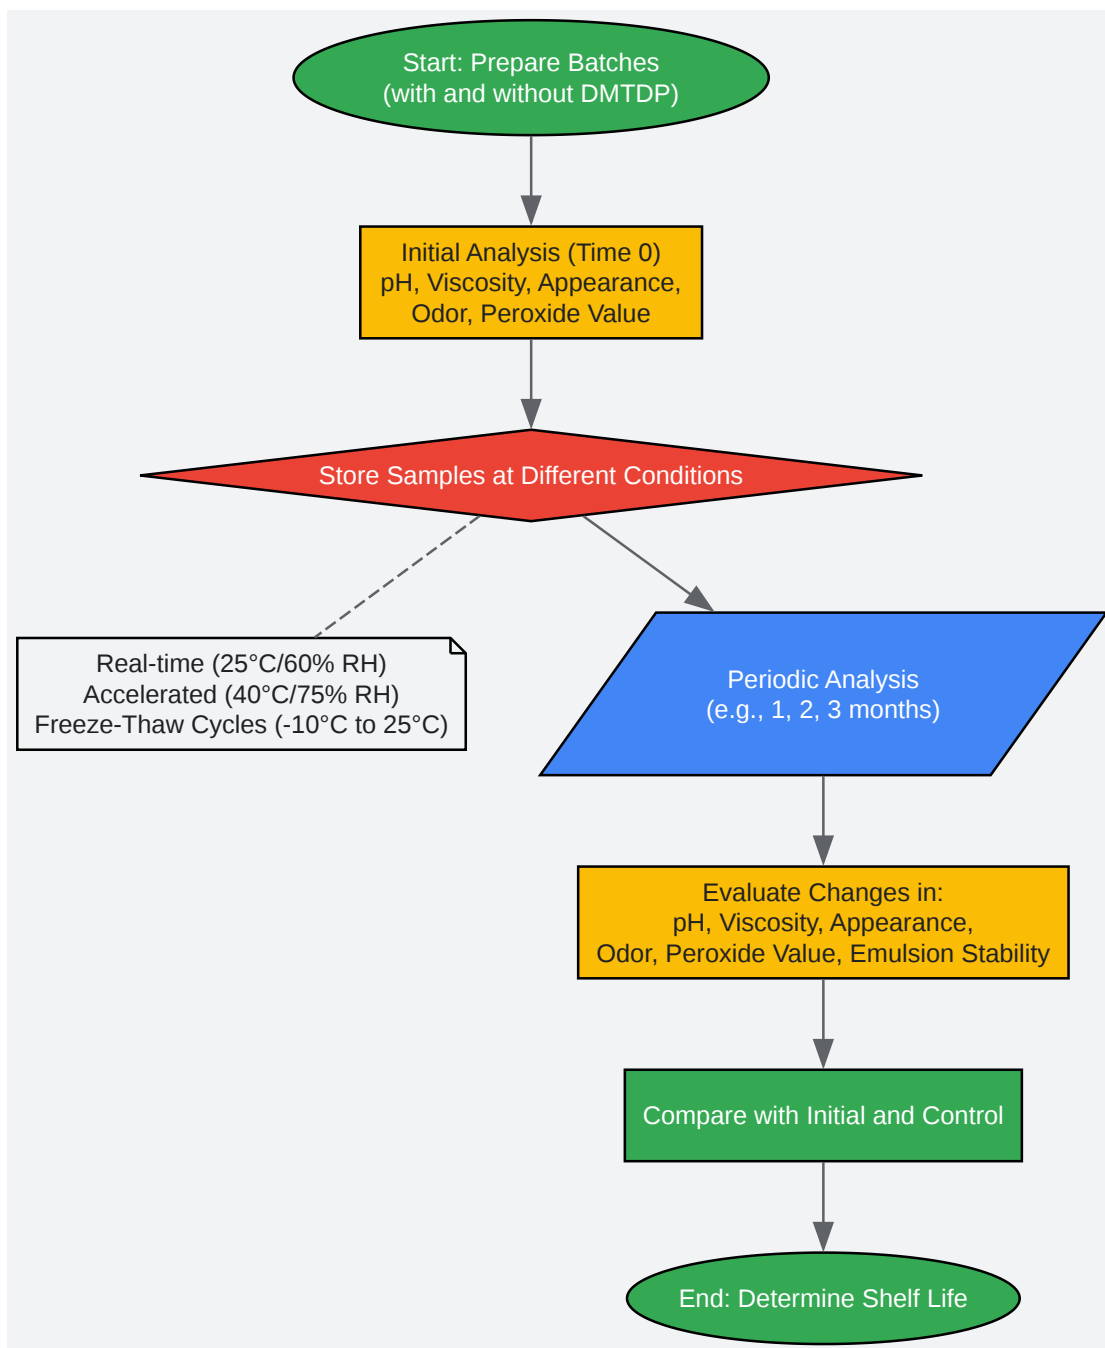 Start: Prepare Batches
(with and without DMTDP)
Initial Analysis (Time 0)
pH, Viscosity, Appearance,
Odor, Peroxide Value
Store Samples at Different Conditions
Real-time (25°C/60% RH)
Accelerated (40°C/75% RH)
Freeze-Thaw Cycles (-10°C to 25°C)
Periodic Analysis
(e.g., 1, 2, 3 months)
Evaluate Changes in:
pH, Viscosity, Appearance,
Odor, Peroxide Value, Emulsion Stability
Compare with Initial and Control
End: Determine Shelf Life